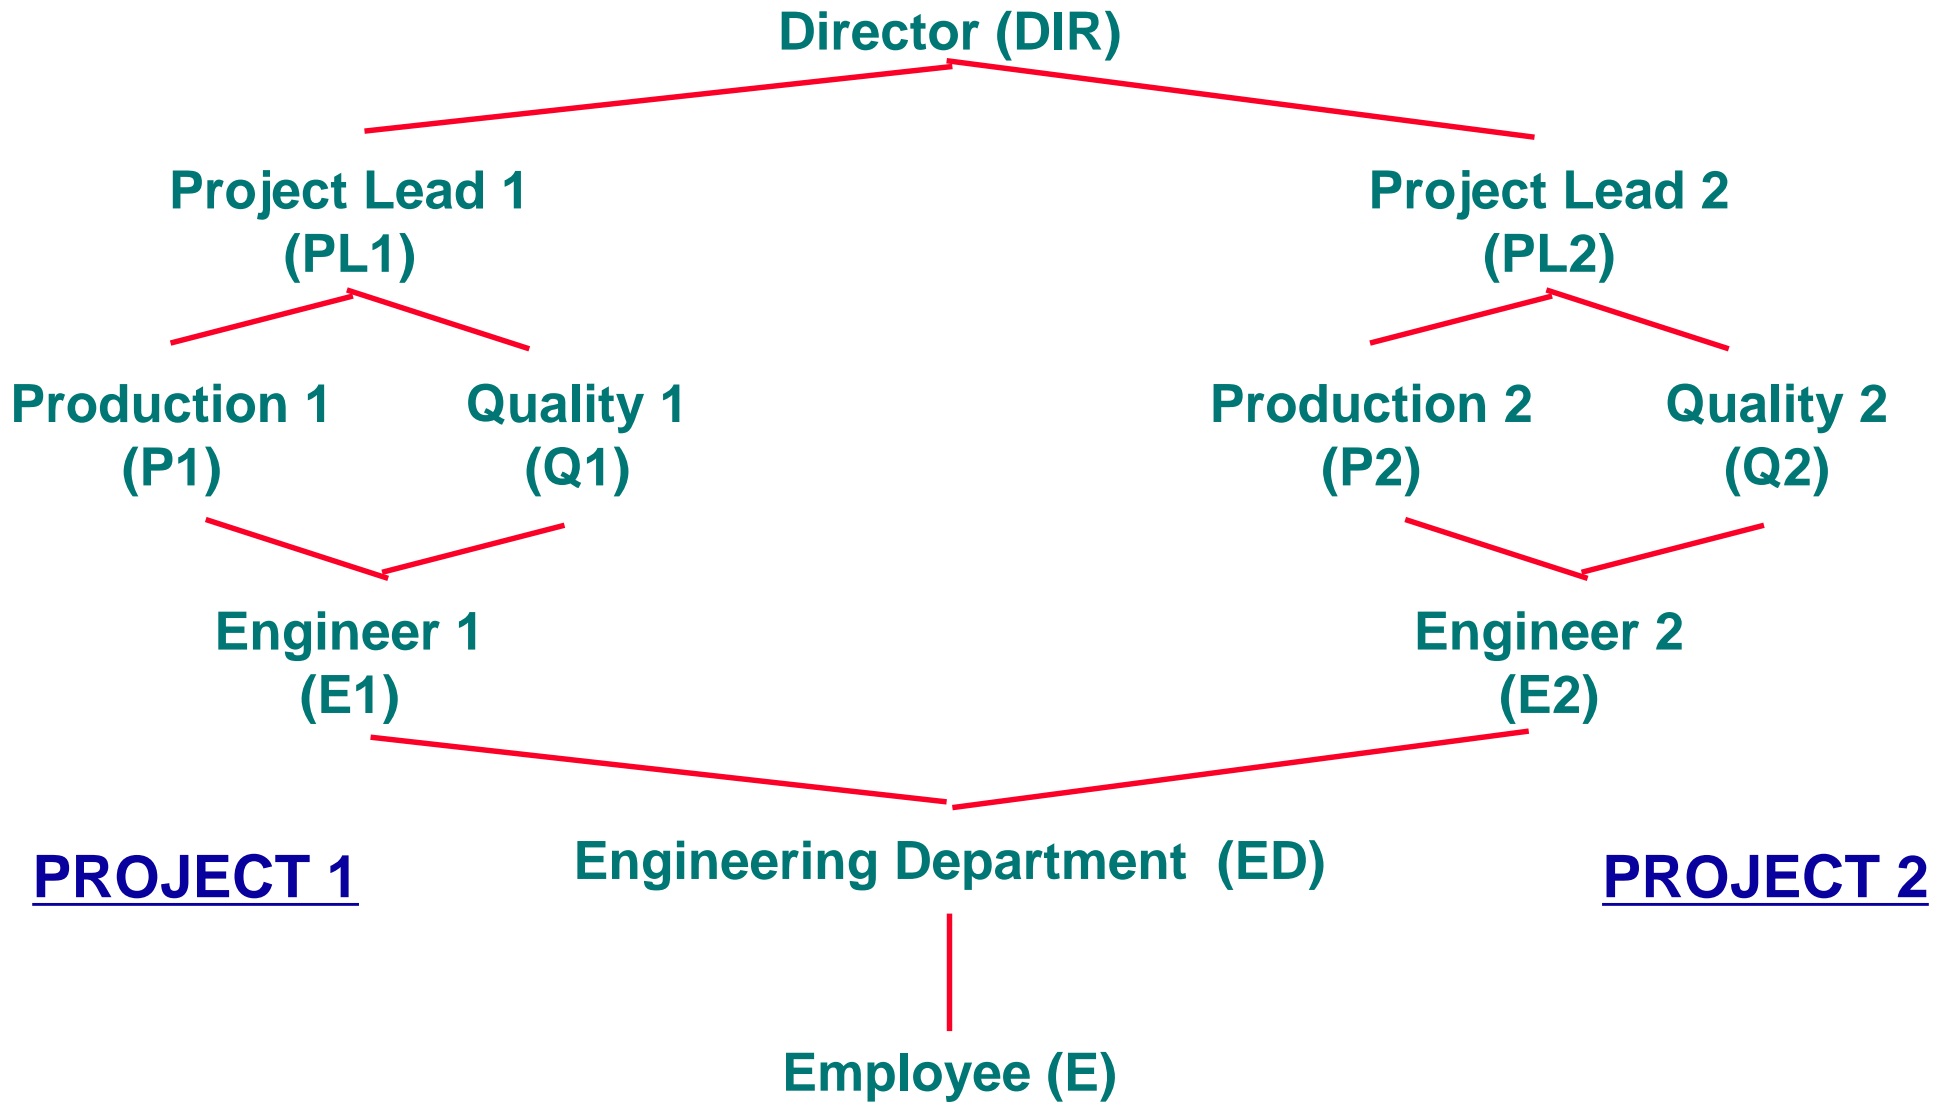 Director (DIR)
Project Lead 1
(PL1)
Project Lead 2
(PL2)
Production 1
(P1)
Quality 1
(Q1)
Production 2
(P2)
Quality 2
(Q2)
Engineer 1
(E1)
Engineer 2
(E2)
PROJECT 1
Engineering Department (ED)
PROJECT 2
Employee (E)